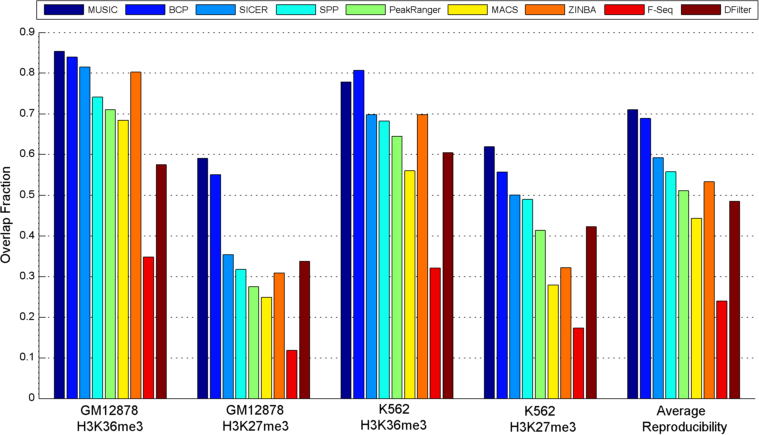 MUSIC BCP SICER SPP PeakRanger MACS ZINBA F-Seq DFilter
0.9
0.8
0.7
0.6
0.5
0.4
0.3
0.2
0.1
0
Overlap Fraction
GM12878
H3K36me3
GM12878
H3K27me3
K562
H3K36me3
K562
H3K27me3
Average
Reproducibility